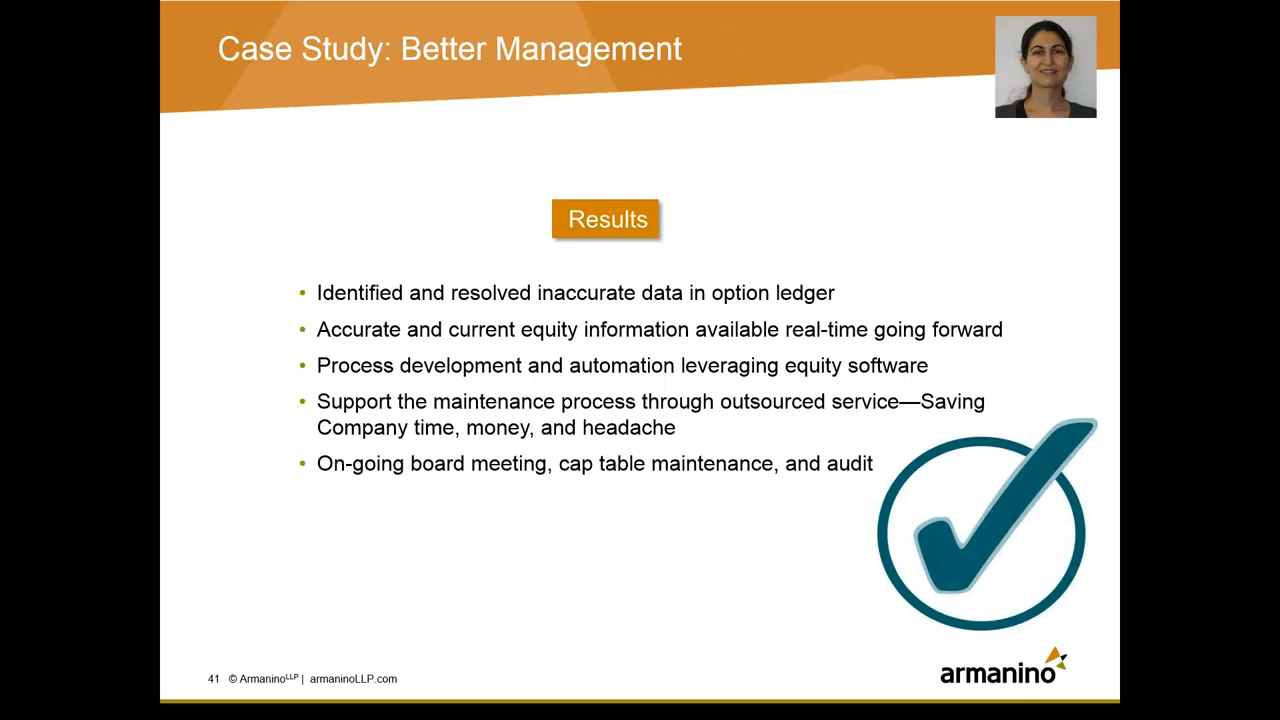 Case Study: Better Management
Results
• Identified and resolved inaccurate data in option ledger
• Accurate and current equity information available real-time going forward
• Process development and automation leveraging equity software
• Support the maintenance process through outsourced service—Saving
Company time, money, and headache
• On-going board meeting, cap table maintenance, and audit
armanino
41 © ArmaninoLLP | armaninoLLP.com